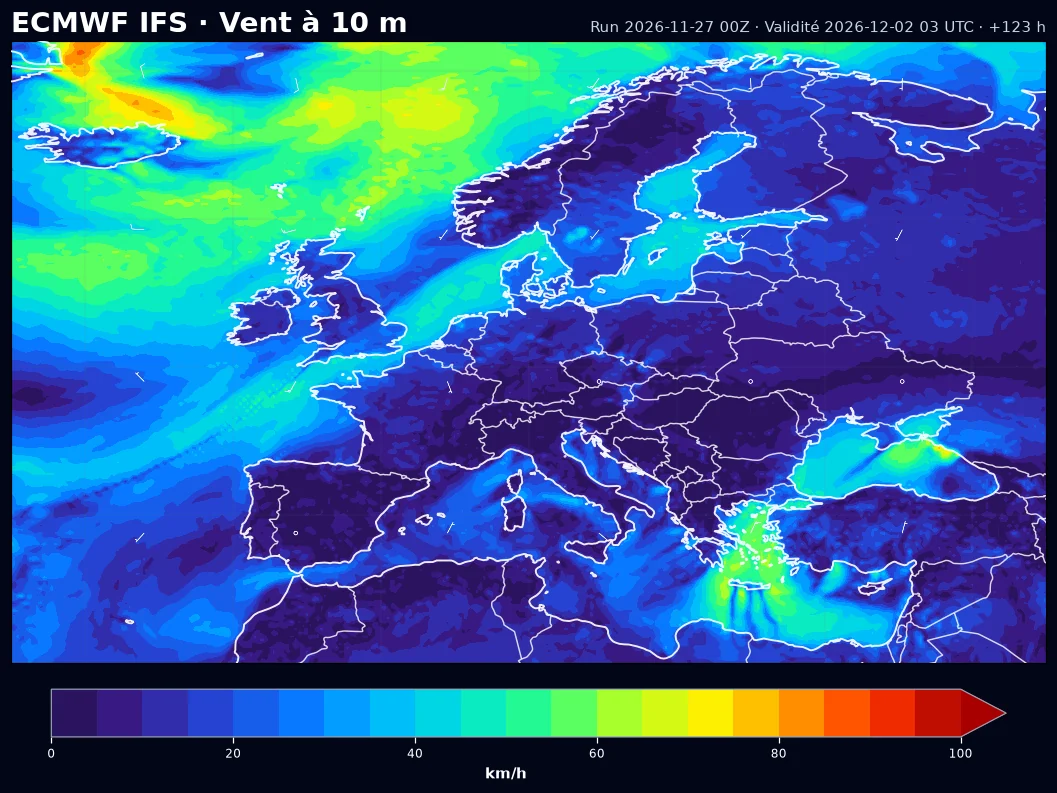 ECMWF IFS · Vent à 10 m
Run 2026-11-27 00Z · Validité 2026-12-02 03 UTC · +123 h
0 20 40 60 80 100
km/h